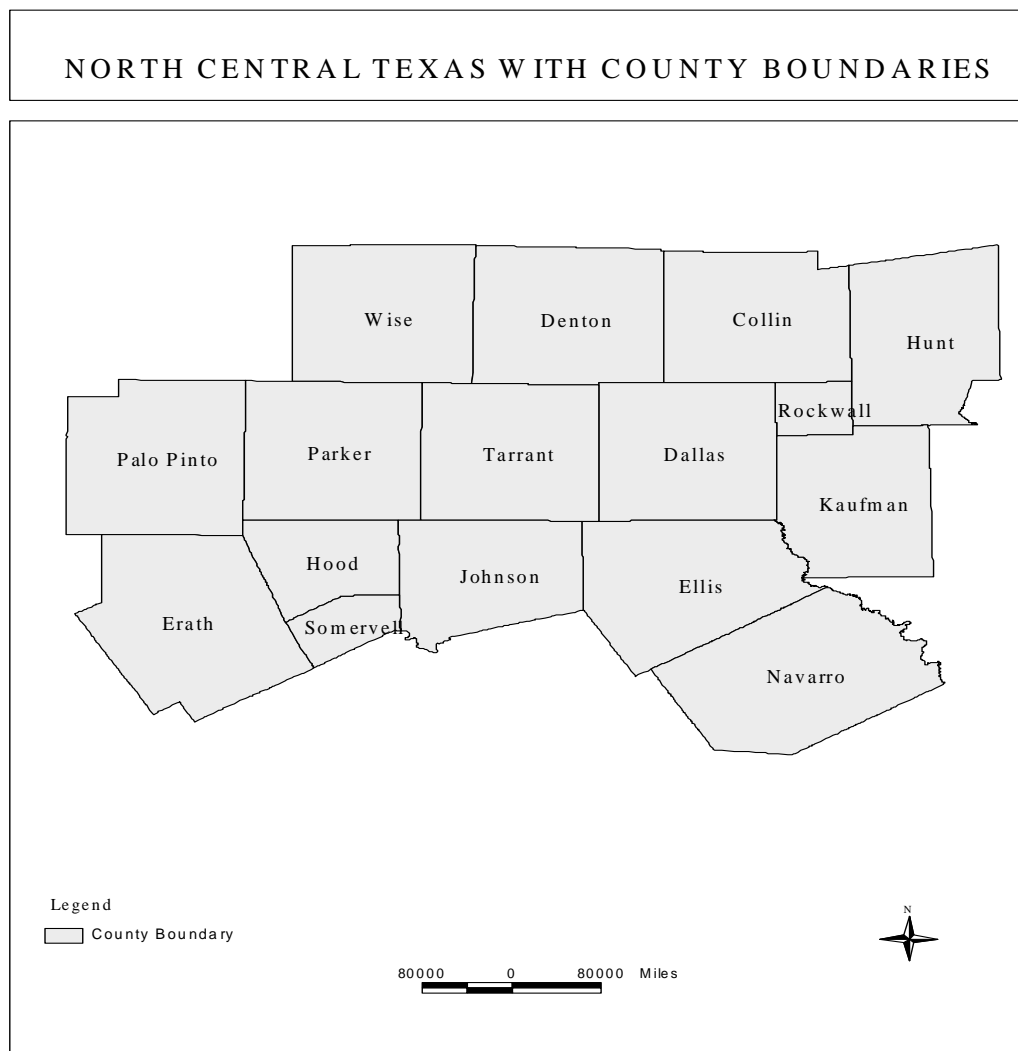 NORTH CENTRAL TEXAS WITH COUNTY BOUNDARIES
Wise
Denton
Collin
Hunt
Rockwall
Palo Pinto
Parker
Tarrant
Dallas
Kaufman
Hood
Johnson
Ellis
Erath
Somervell
Navarro
Legend
County Boundary
N
80000 0 80000 Miles